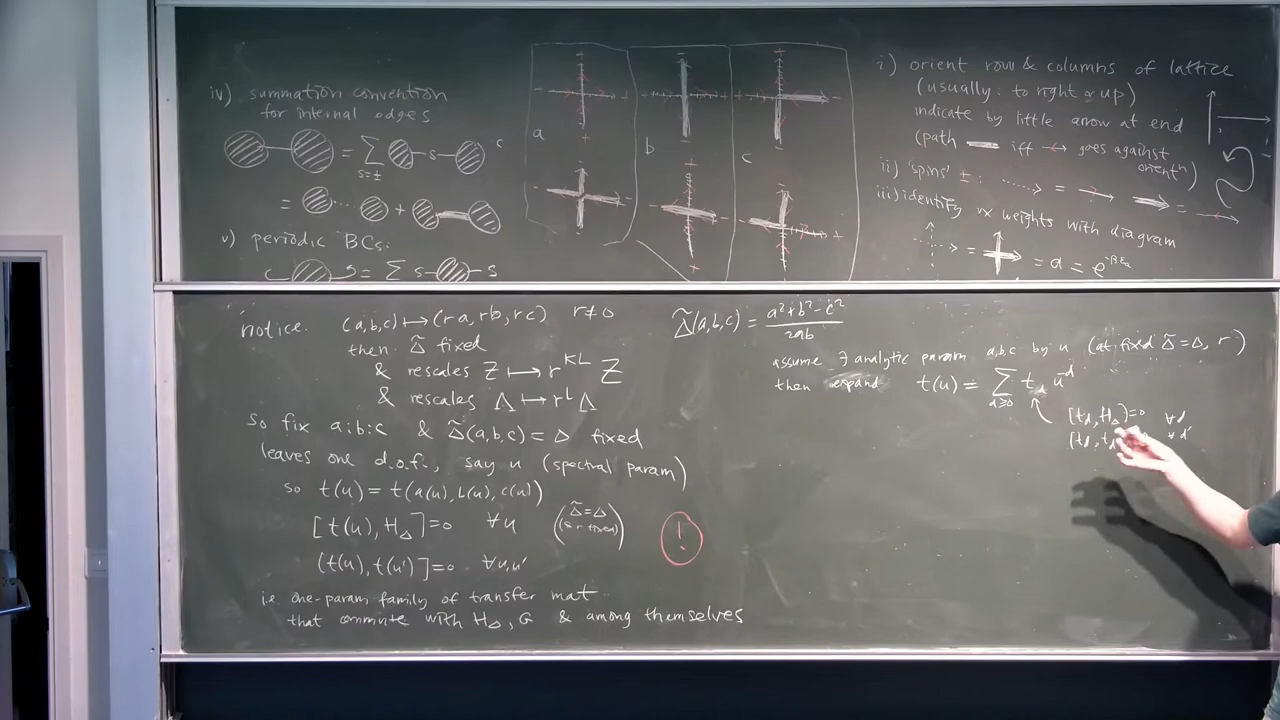 iv) summation convention
for internal edges
= Σ s=± s
= ... +
v) periodic BCs:
= Σ s s
a
b
c
i) orient row & columns of lattice
(usually: to right & up)
indicate by little arrow at end
(path iff goes against orientⁿ)
ii) 'spins' ±:
iii) identify vx weights with diagram
= = a = e^{-βε_a}
notice. (a,b,c) ↦ (ra, rb, rc) r≠0
then Δ̃ fixed
& rescales Z ↦ r^{KL} Z
& rescales Λ ↦ r^L Λ
So fix a:b:c & Δ̃(a,b,c) = Δ fixed
leaves one d.o.f., say u (spectral param)
so t(u) = t(a(u), b(u), c(u))
[t(u), H_Δ] = 0 ∀u (Δ̃=Δ & r fixed)
[t(u), t(u')] = 0 ∀u,u'
!
i.e. one-param family of transfer mat
that commute with H_Δ, G & among themselves
Δ̃(a,b,c) = (a²+b²-c²)/2ab
assume ∃ analytic param a,b,c by u (at fixed Δ̃=Δ, r)
then expand t(u) = Σ_{d≥0} t_d u^d
[t_d, H_Δ] = 0 ∀d
[t_d, t_d ∀d'